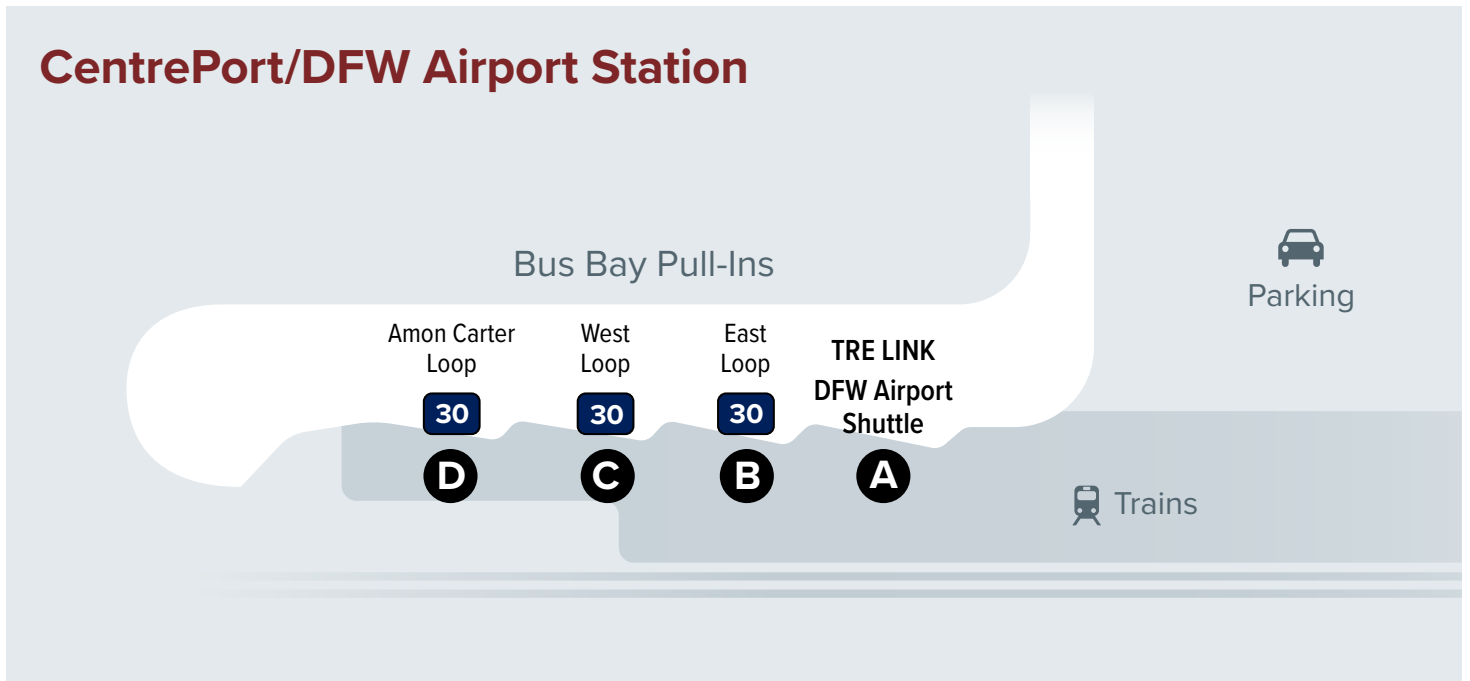 CentrePort/DFW Airport Station
Bus Bay Pull-Ins
Parking
Amon Carter
Loop
30
D
West
Loop
30
C
East
Loop
30
B
TRE LINK
DFW Airport
Shuttle
A
Trains